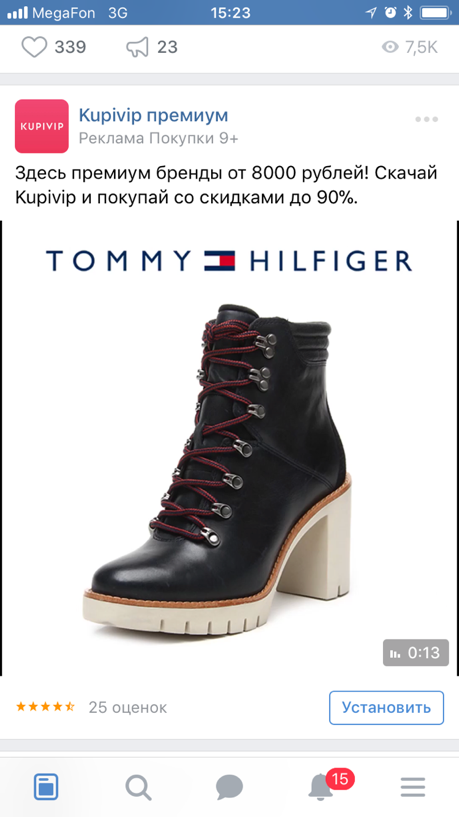 MegaFon 3G 15:23
339 23 7,5K
KUPIVIP
Kupivip премиум
Реклама Покупки 9+
Здесь премиум бренды от 8000 рублей! Скачай
Kupivip и покупай со скидками до 90%.
TOMMY HILFIGER
0:13
25 оценок
Установить
15